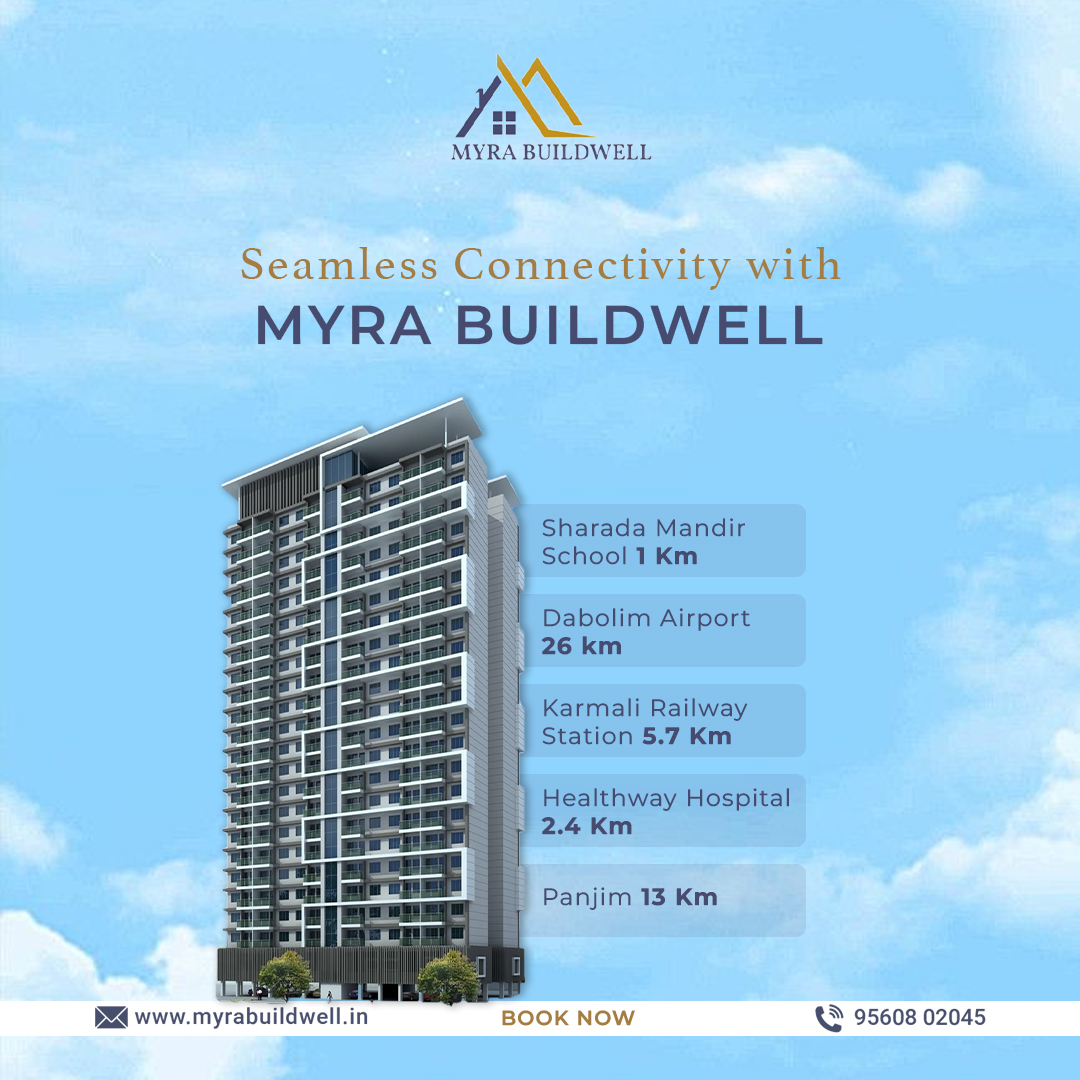 MYRA BUILDWELL
Seamless Connectivity with
MYRA BUILDWELL
Sharada Mandir
School 1 Km
Dabolim Airport
26 km
Karmali Railway
Station 5.7 Km
Healthway Hospital
2.4 Km
Panjim 13 Km
www.myrabuildwell.in
BOOK NOW
95608 02045